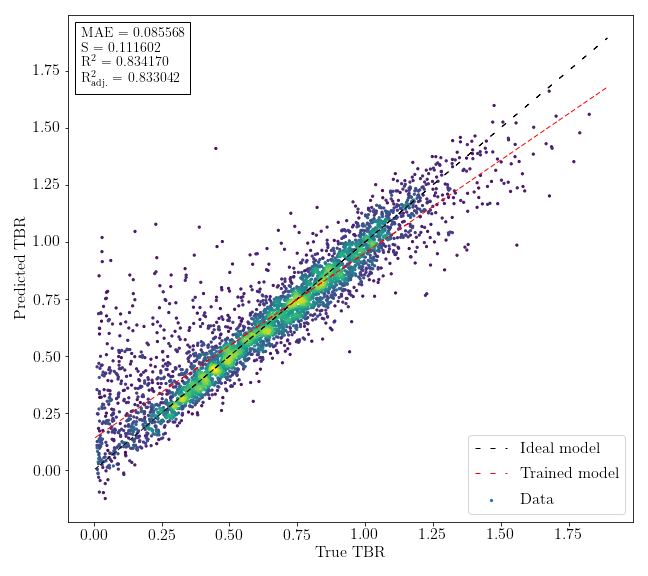 MAE = 0.085568
S = 0.111602
R² = 0.834170
R²adj. = 0.833042
1.75
1.50
1.25
1.00
0.75
0.50
0.25
0.00
Predicted TBR
Ideal model
Trained model
Data
0.00 0.25 0.50 0.75 1.00 1.25 1.50 1.75
True TBR